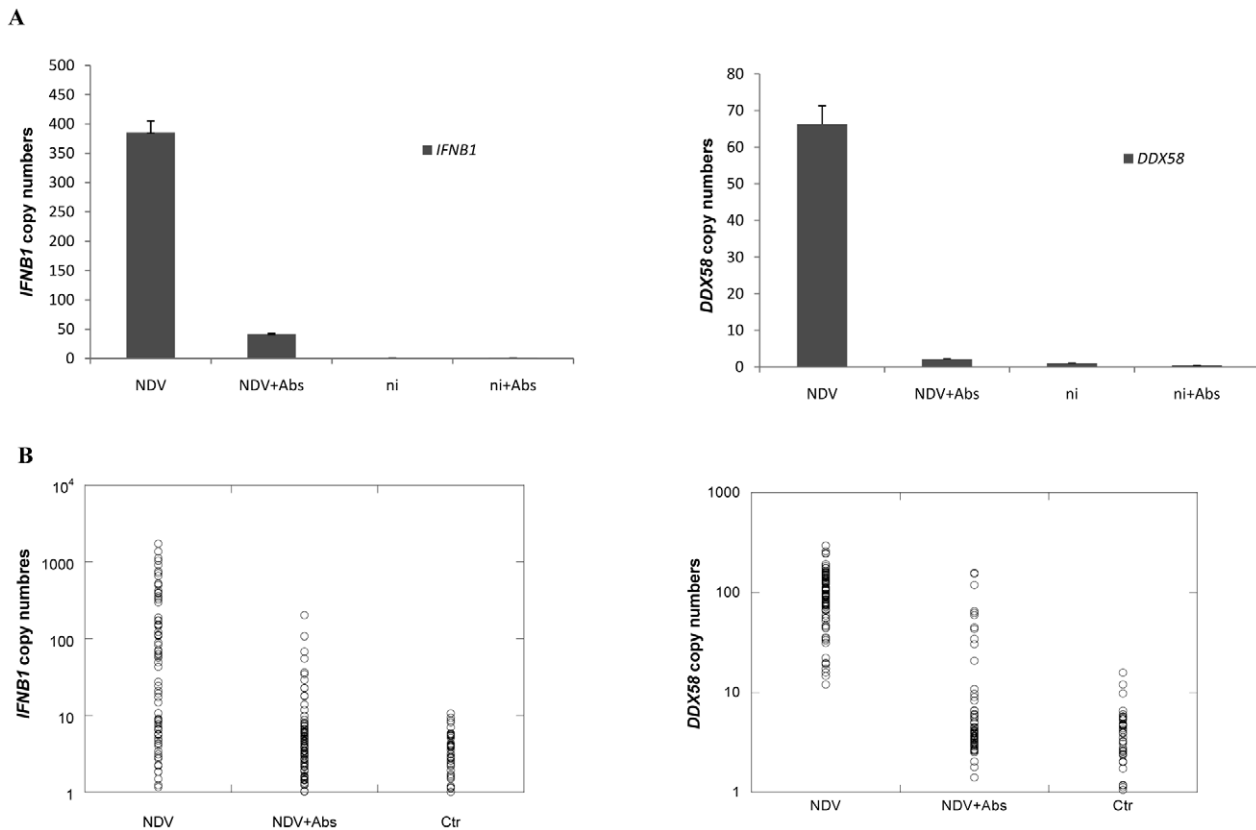 A
500
450
400
350
300
250
200
150
100
50
0
IFNB1 copy numbers
IFNB1
NDV NDV+Abs ni ni+Abs
80
70
60
50
40
30
20
10
0
DDX58 copy numbers
DDX58
NDV NDV+Abs ni ni+Abs
B
10⁴
1000
100
10
1
IFNB1 copy numbres
NDV NDV+Abs Ctr
1000
100
10
1
DDX58 copy numbers
NDV NDV+Abs Ctr